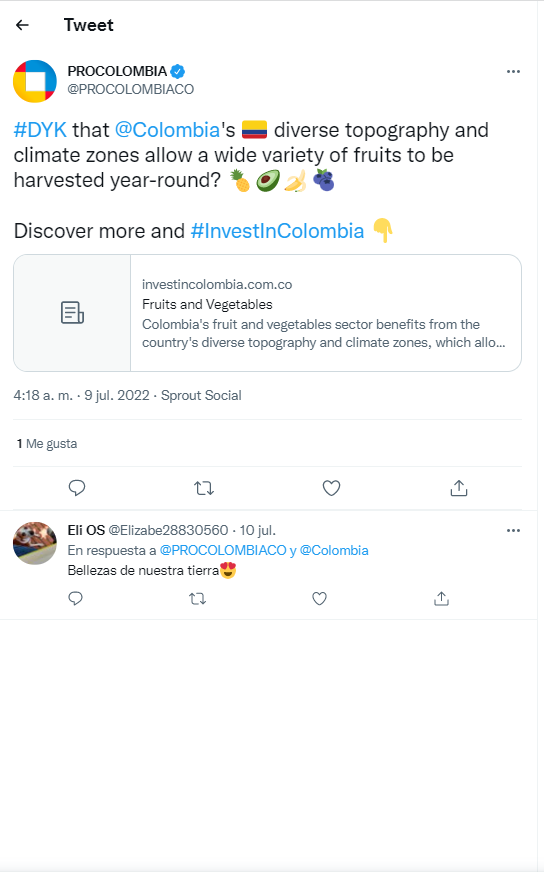 Tweet
PROCOLOMBIA
@PROCOLOMBIACO
#DYK that @Colombia's 🇨🇴 diverse topography and
climate zones allow a wide variety of fruits to be
harvested year-round? 🍍🥑🍌🫐
Discover more and #InvestInColombia 👇
investincolombia.com.co
Fruits and Vegetables
Colombia's fruit and vegetables sector benefits from the
country's diverse topography and climate zones, which allo...
4:18 a. m. · 9 jul. 2022 · Sprout Social
1 Me gusta
Eli OS @Elizabe28830560 · 10 jul.
En respuesta a @PROCOLOMBIACO y @Colombia
Bellezas de nuestra tierra😍